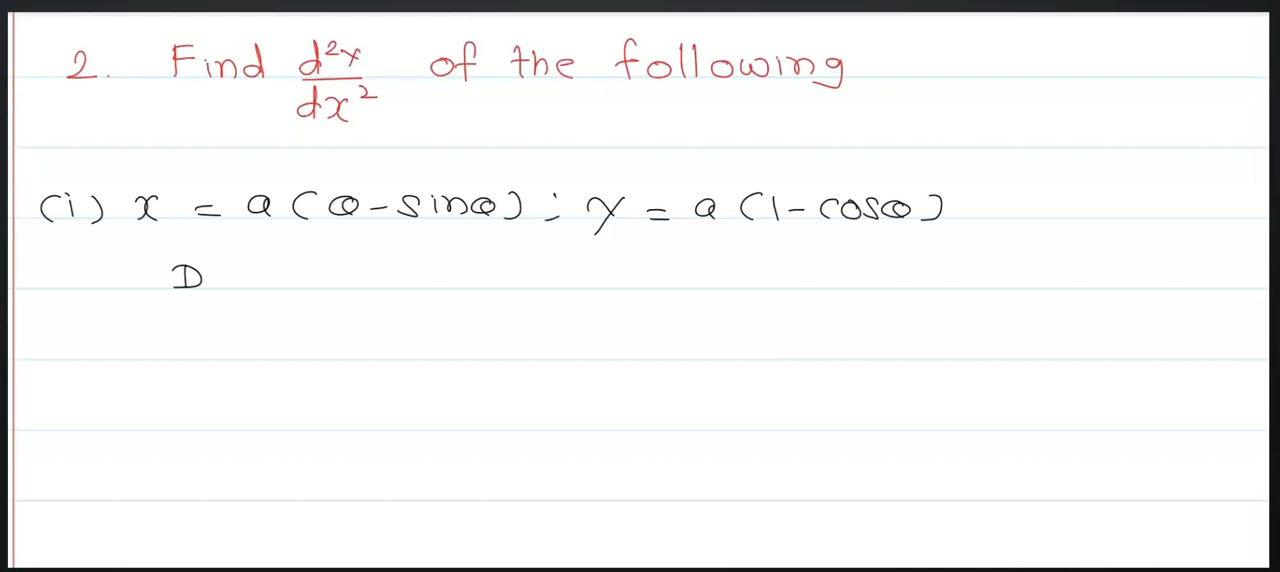 2. Find d²y/dx² of the following
(i) x = a(θ - sinθ) : y = a(1 - cosθ)
D